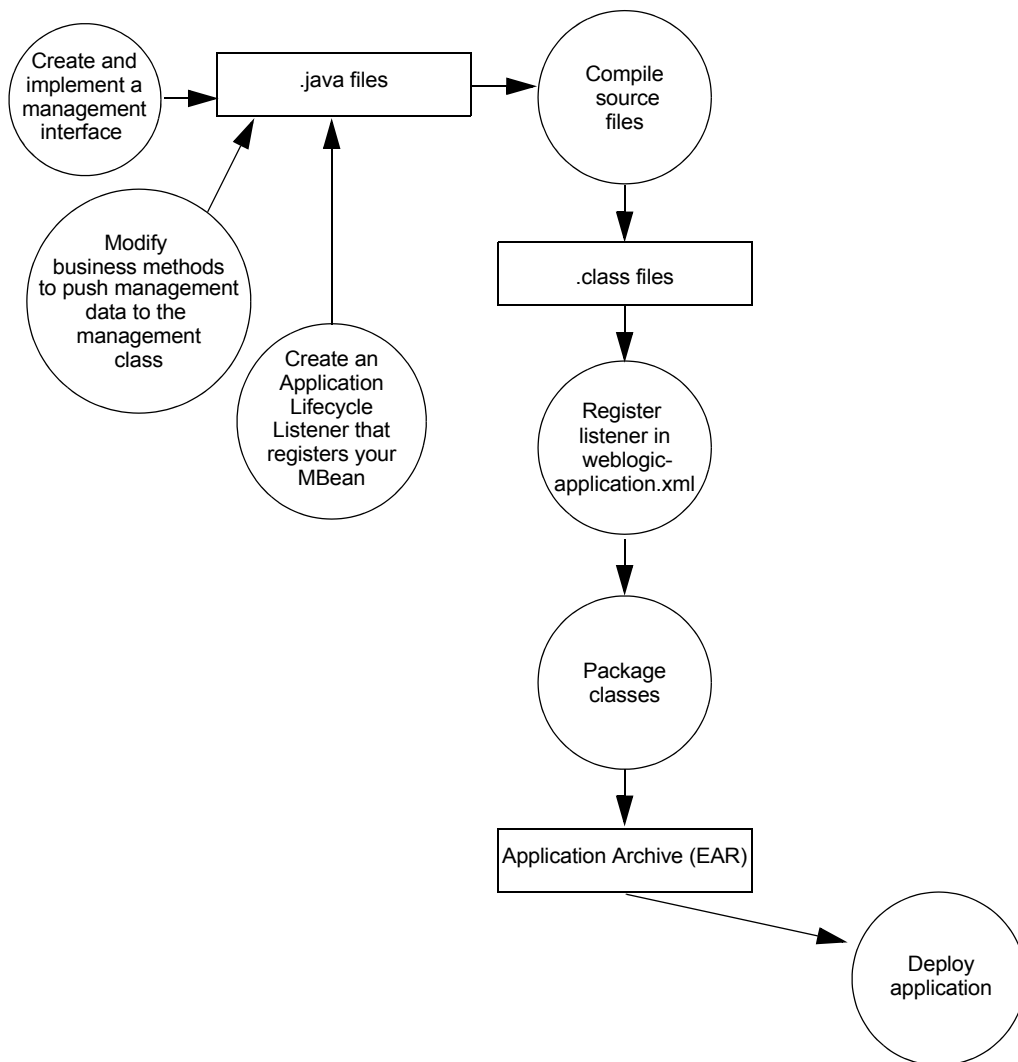 Create and
implement a
management
interface
.java files
Compile
source
files
Modify
business methods
to push management
data to the
management
class
.class files
Create an
Application
Lifecycle
Listener that
registers your
MBean
Register
listener in
weblogic-
application.xml
Package
classes
Application Archive (EAR)
Deploy
application